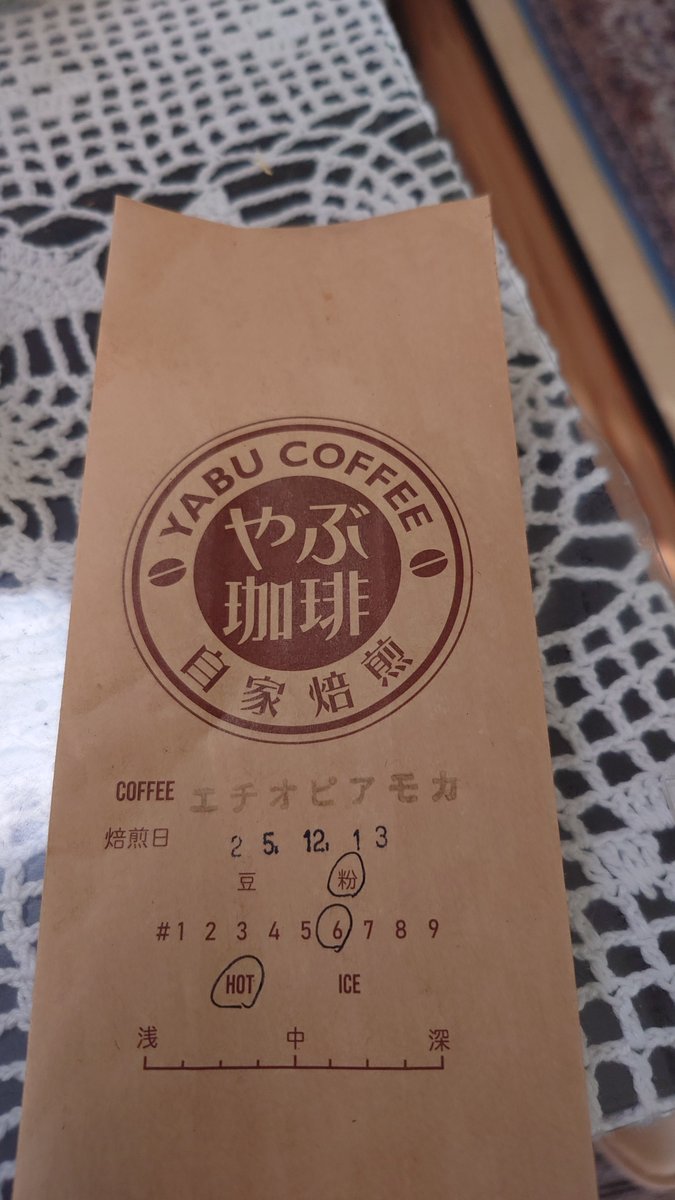 YABU COFFEE
やぶ
珈琲
自家焙煎
COFFEE エチオピアモカ
焙煎日 25.12.13
豆 粉
#1 2 3 4 5 6 7 8 9
HOT ICE
浅 中 深